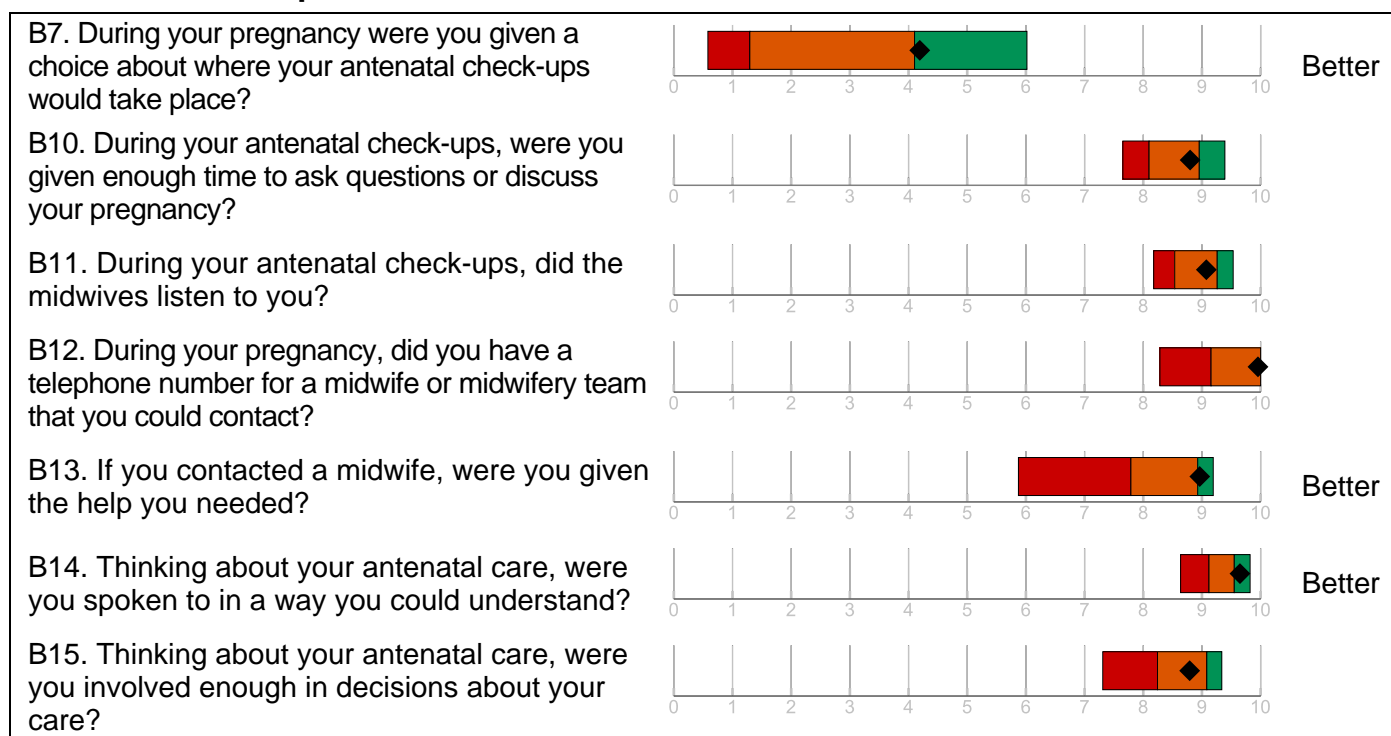 B7. During your pregnancy were you given a
choice about where your antenatal check-ups
would take place?
0 1 2 3 4 5 6 7 8 9 10
Better
B10. During your antenatal check-ups, were you
given enough time to ask questions or discuss
your pregnancy?
0 1 2 3 4 5 6 7 8 9 10
B11. During your antenatal check-ups, did the
midwives listen to you?
0 1 2 3 4 5 6 7 8 9 10
B12. During your pregnancy, did you have a
telephone number for a midwife or midwifery team
that you could contact?
0 1 2 3 4 5 6 7 8 9 10
B13. If you contacted a midwife, were you given
the help you needed?
0 1 2 3 4 5 6 7 8 9 10
Better
B14. Thinking about your antenatal care, were
you spoken to in a way you could understand?
0 1 2 3 4 5 6 7 8 9 10
Better
B15. Thinking about your antenatal care, were
you involved enough in decisions about your
care?
0 1 2 3 4 5 6 7 8 9 10